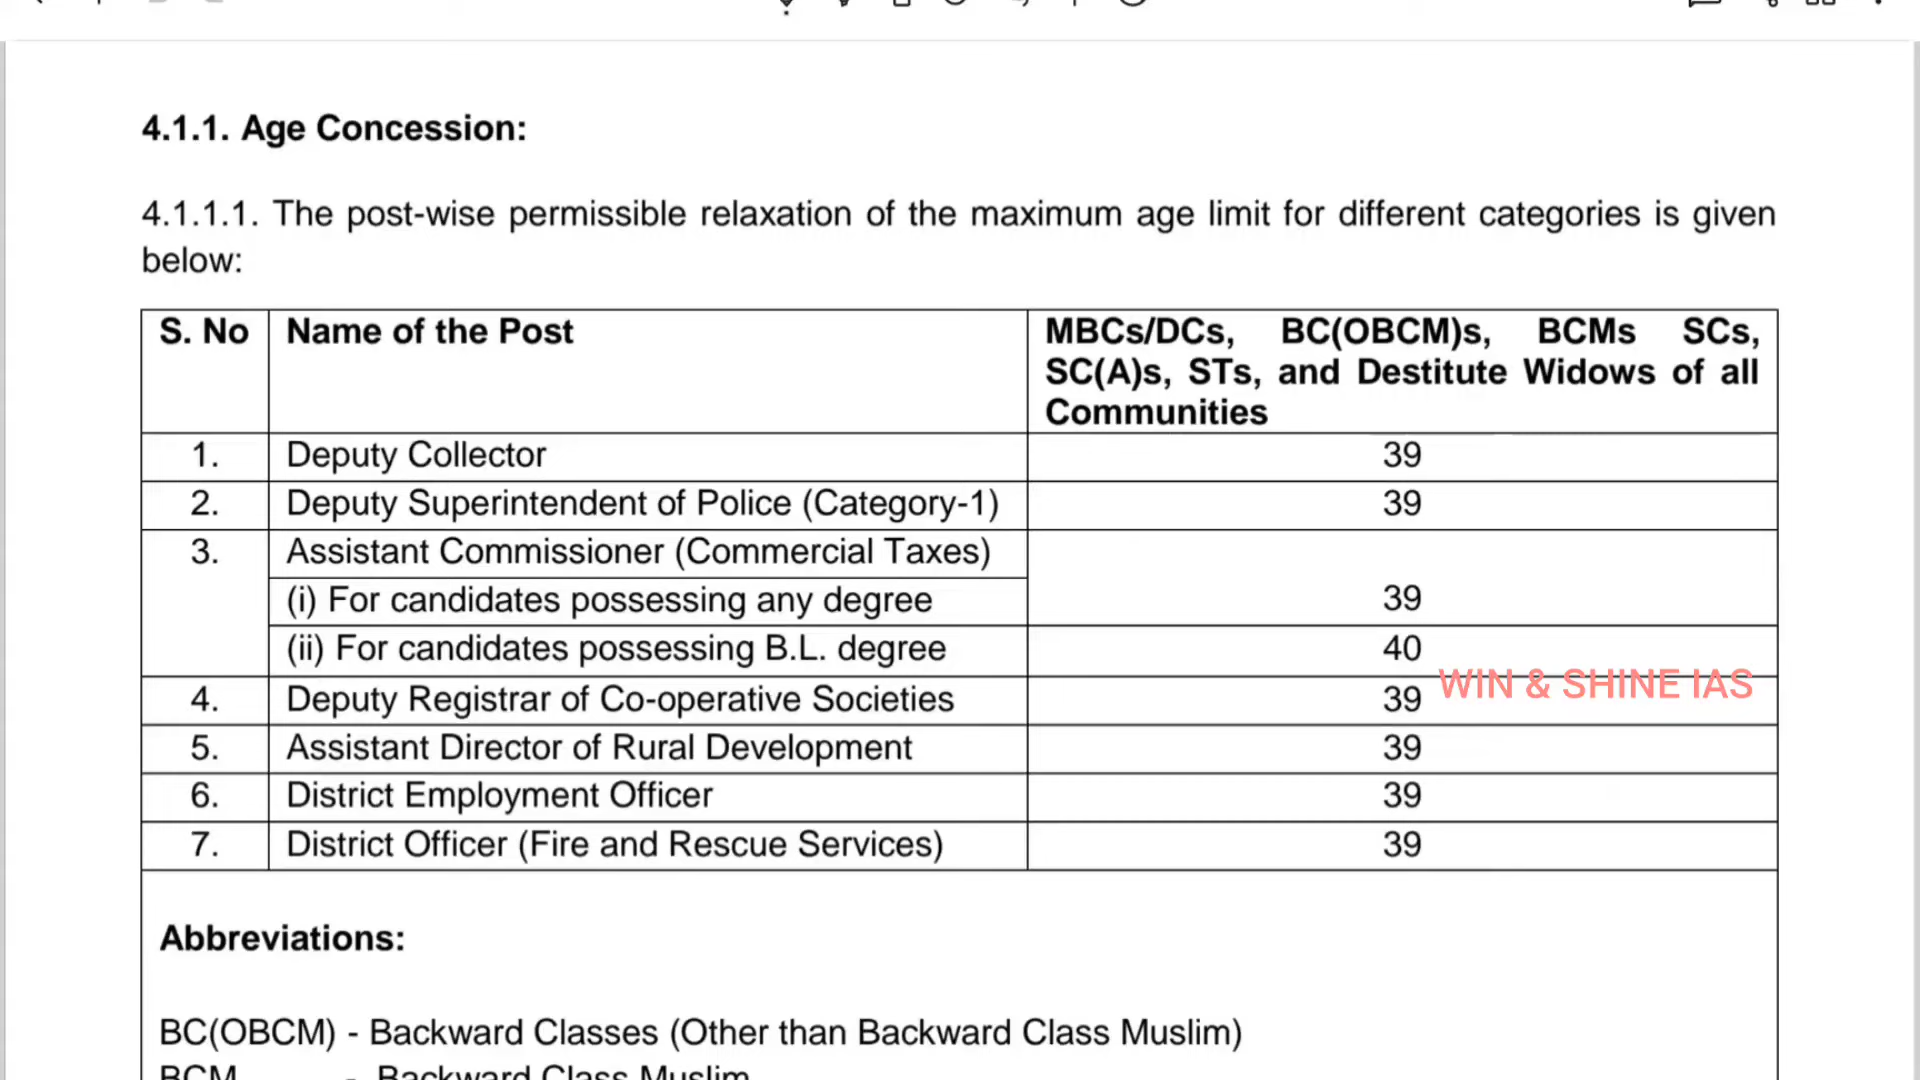 4.1.1. Age Concession:
4.1.1.1. The post-wise permissible relaxation of the maximum age limit for different categories is given
below:
S. No Name of the Post MBCs/DCs, BC(OBCM)s, BCMs SCs,
SC(A)s, STs, and Destitute Widows of all
Communities
1. Deputy Collector 39
2. Deputy Superintendent of Police (Category-1) 39
3. Assistant Commissioner (Commercial Taxes)
(i) For candidates possessing any degree 39
(ii) For candidates possessing B.L. degree 40
WIN & SHINE IAS
4. Deputy Registrar of Co-operative Societies 39
5. Assistant Director of Rural Development 39
6. District Employment Officer 39
7. District Officer (Fire and Rescue Services) 39
Abbreviations:
BC(OBCM) - Backward Classes (Other than Backward Class Muslim)
BCM - Backward Class Muslim